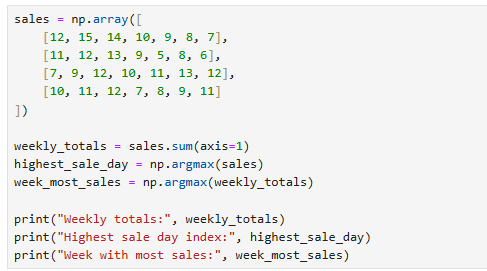 sales = np.array([
    [12, 15, 14, 10, 9, 8, 7],
    [11, 12, 13, 9, 5, 8, 6],
    [7, 9, 12, 10, 11, 13, 12],
    [10, 11, 12, 7, 8, 9, 11]
])
weekly_totals = sales.sum(axis=1)
highest_sale_day = np.argmax(sales)
week_most_sales = np.argmax(weekly_totals)
print("Weekly totals:", weekly_totals)
print("Highest sale day index:", highest_sale_day)
print("Week with most sales:", week_most_sales)